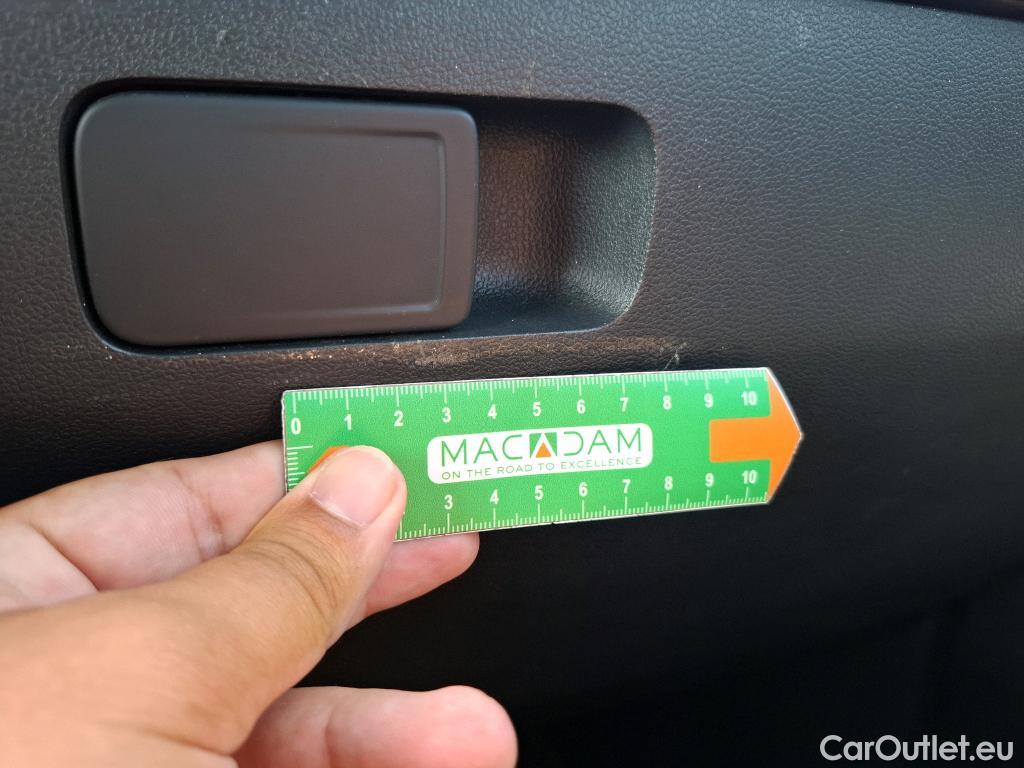 0 1 2 3 4 5 6 7 8 9 10
MACADAM
ON THE ROAD TO EXCELLENCE
3 4 5 6 7 8 9 10
CarOutlet.eu